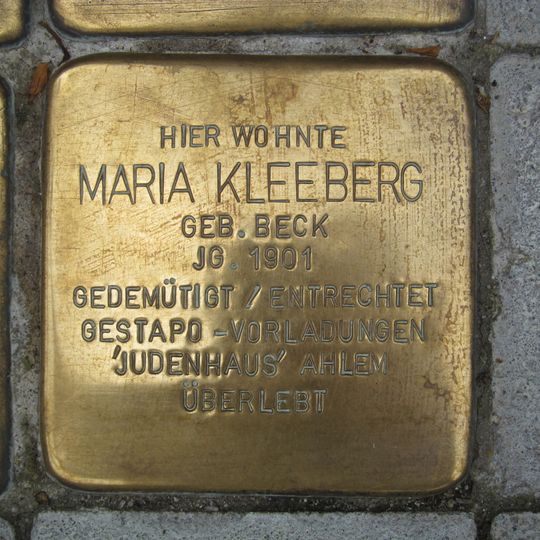 HIER WOHNTE
MARIA KLEEBERG
GEB. BECK
JG. 1901
GEDEMÜTIGT / ENTRECHTET
GESTAPO - VORLADUNGEN
'JUDENHAUS' AHLEM
ÜBERLEBT